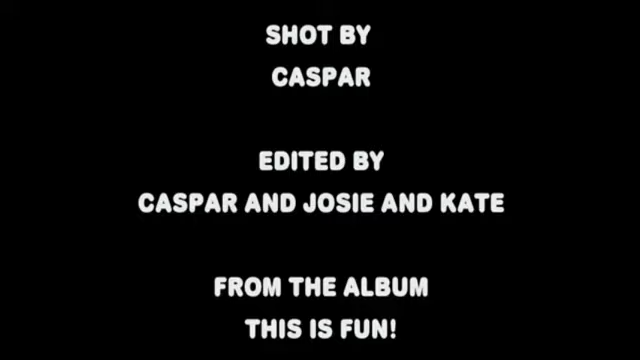 SHOT BY
CASPAR
EDITED BY
CASPAR AND JOSIE AND KATE
FROM THE ALBUM
THIS IS FUN!